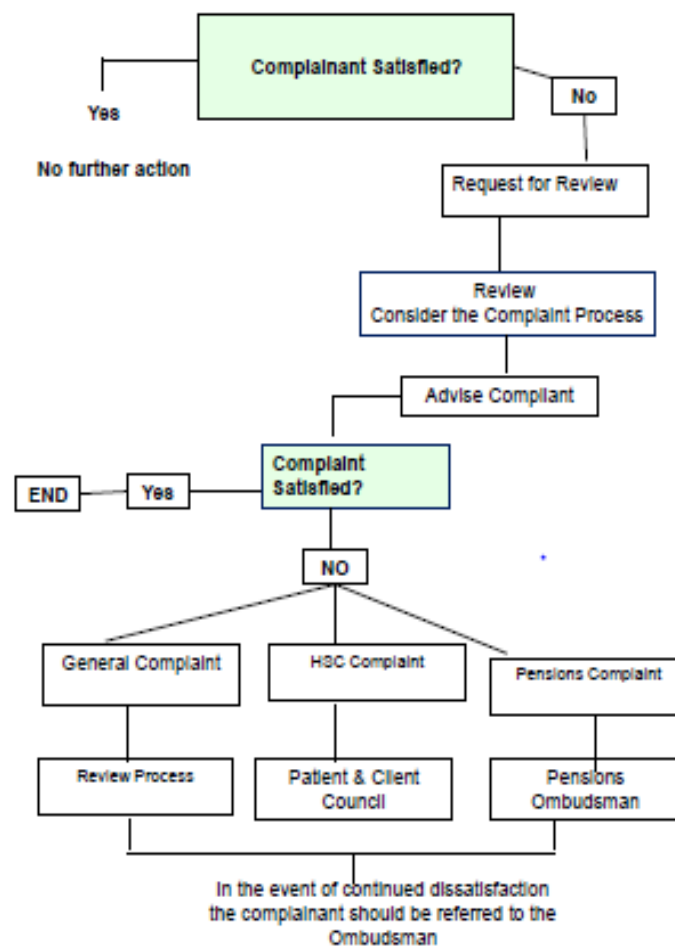 Complainant Satisfied?
No
Yes
No further action
Request for Review
Review
Consider the Complaint Process
Advise Compliant
Complaint
Satisfied?
END
Yes
NO
General Complaint
HSC Complaint
Pensions Complaint
Review Process
Patient & Client
Council
Pensions
Ombudsman
In the event of continued dissatisfaction
the complainant should be referred to the
Ombudsman